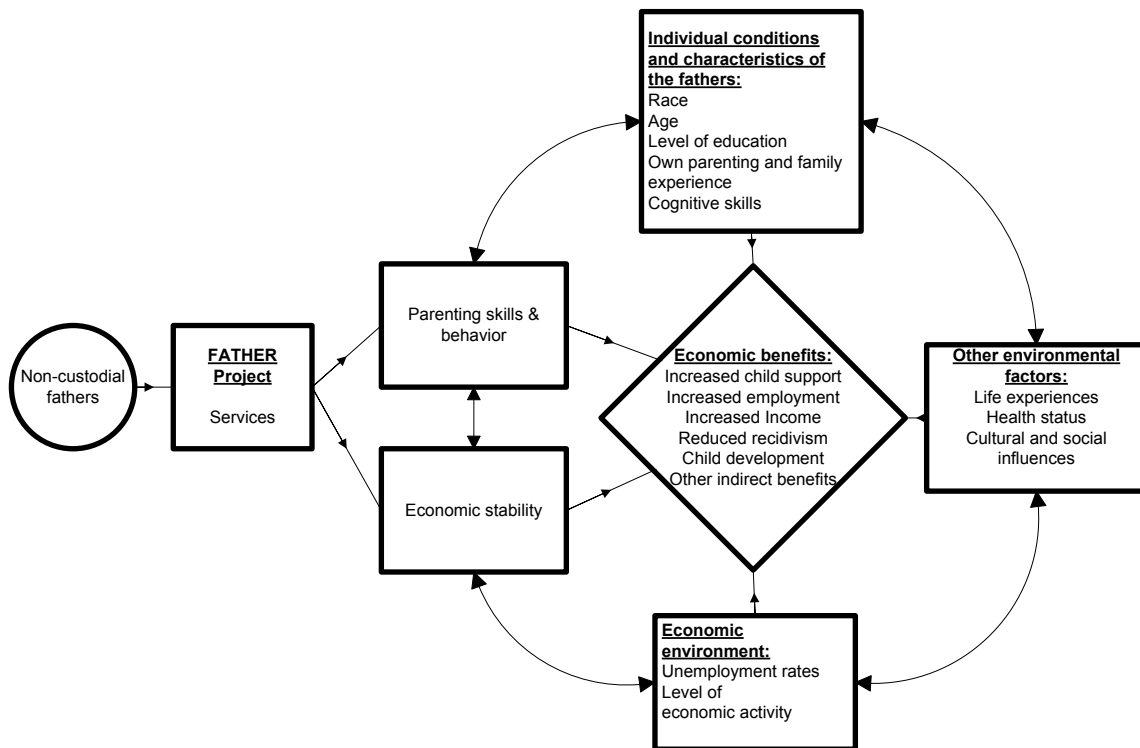 Individual conditions
and characteristics of
the fathers:
Race
Age
Level of education
Own parenting and family
experience
Cognitive skills
Parenting skills &
behavior
Non-custodial
fathers
FATHER
Project
Services
Economic benefits:
Increased child support
Increased employment
Increased Income
Reduced recidivism
Child development
Other indirect benefits
Other environmental
factors:
Life experiences
Health status
Cultural and social
influences
Economic stability
Economic
environment:
Unemployment rates
Level of
economic activity